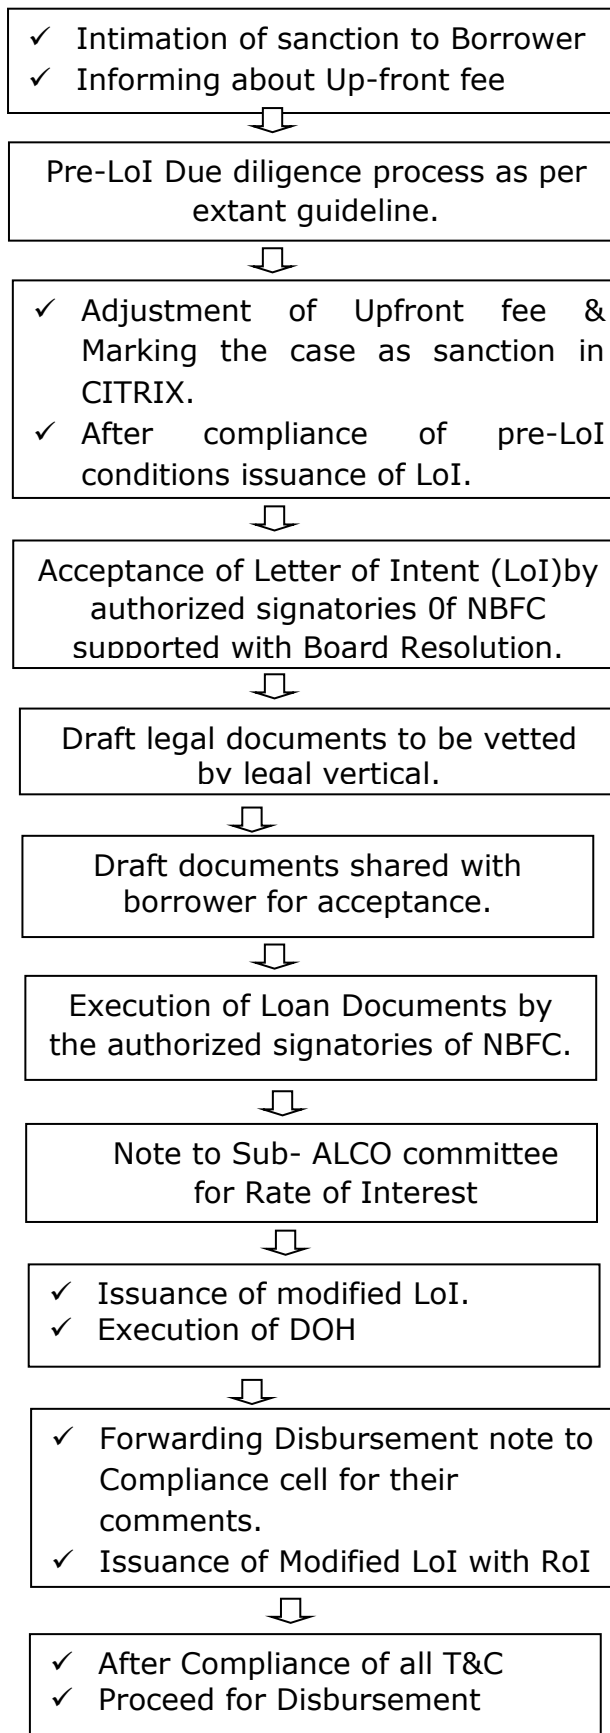 ✓ Intimation of sanction to Borrower
✓ Informing about Up-front fee
Pre-LoI Due diligence process as per
extant guideline.
✓ Adjustment of Upfront fee &
Marking the case as sanction in
CITRIX.
✓ After compliance of pre-LoI
conditions issuance of LoI.
Acceptance of Letter of Intent (LoI)by
authorized signatories 0f NBFC
supported with Board Resolution.
Draft legal documents to be vetted
by legal vertical.
Draft documents shared with
borrower for acceptance.
Execution of Loan Documents by
the authorized signatories of NBFC.
Note to Sub- ALCO committee
for Rate of Interest
✓ Issuance of modified LoI.
✓ Execution of DOH
✓ Forwarding Disbursement note to
Compliance cell for their
comments.
✓ Issuance of Modified LoI with RoI
✓ After Compliance of all T&C
✓ Proceed for Disbursement